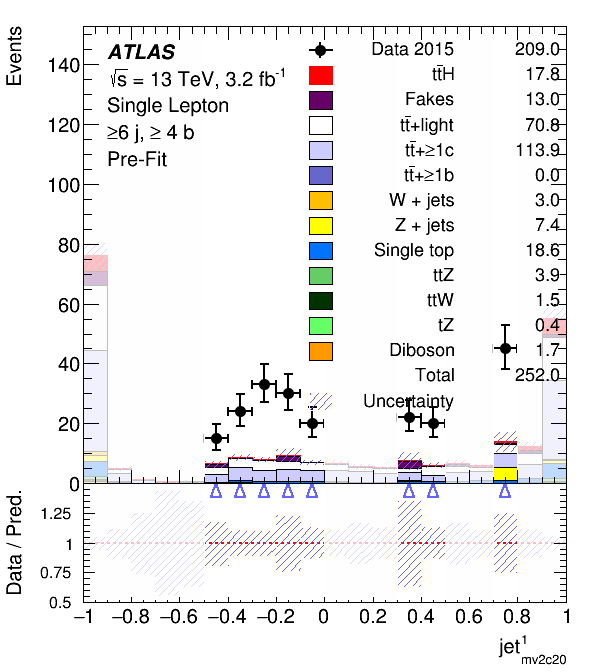 Events
ATLAS
√s = 13 TeV, 3.2 fb⁻¹
Single Lepton
≥6 j, ≥ 4 b
Pre-Fit
Data 2015 209.0
tt̄H 17.8
Fakes 13.0
tt̄+light 70.8
tt̄+≥1c 113.9
tt̄+≥1b 0.0
W + jets 3.0
Z + jets 7.4
Single top 18.6
ttZ 3.9
ttW 1.5
tZ 0.4
Diboson 1.7
Total 252.0
Uncertainty
140
120
100
80
60
40
20
0
Data / Pred.
1.25
1
0.75
0.5
−1 −0.8 −0.6 −0.4 −0.2 0 0.2 0.4 0.6 0.8 1
jet¹mv2c20